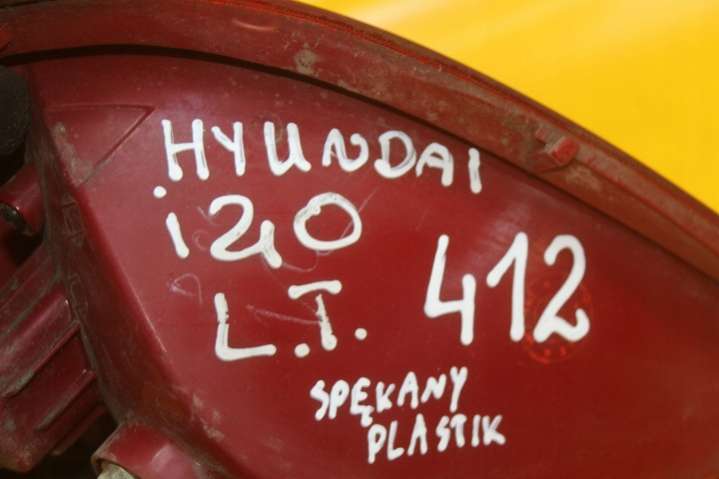 HYUNDAI
i20
L.T. 412
SPĘKANY
PLASTIK